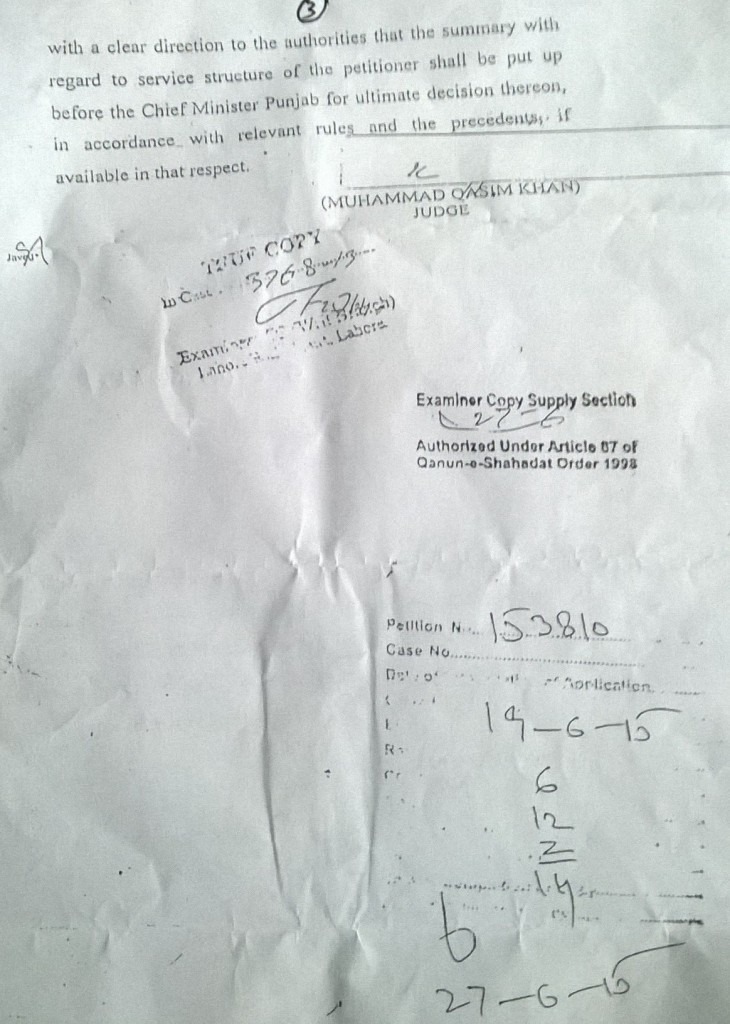 3
with a clear direction to the authorities that the summary with
regard to service structure of the petitioner shall be put up
before the Chief Minister Punjab for ultimate decision thereon,
in accordance with relevant rules and the precedents, if
available in that respect.
(MUHAMMAD QASIM KHAN)
JUDGE
TRUE COPY
Examiner Copy Supply Section
27-6
Authorized Under Article 87 of
Qanun-e-Shahadat Order 1998
Petition N.... 153810
Case No.
Application
19-6-15
6
12
2
14
6
27-6-15